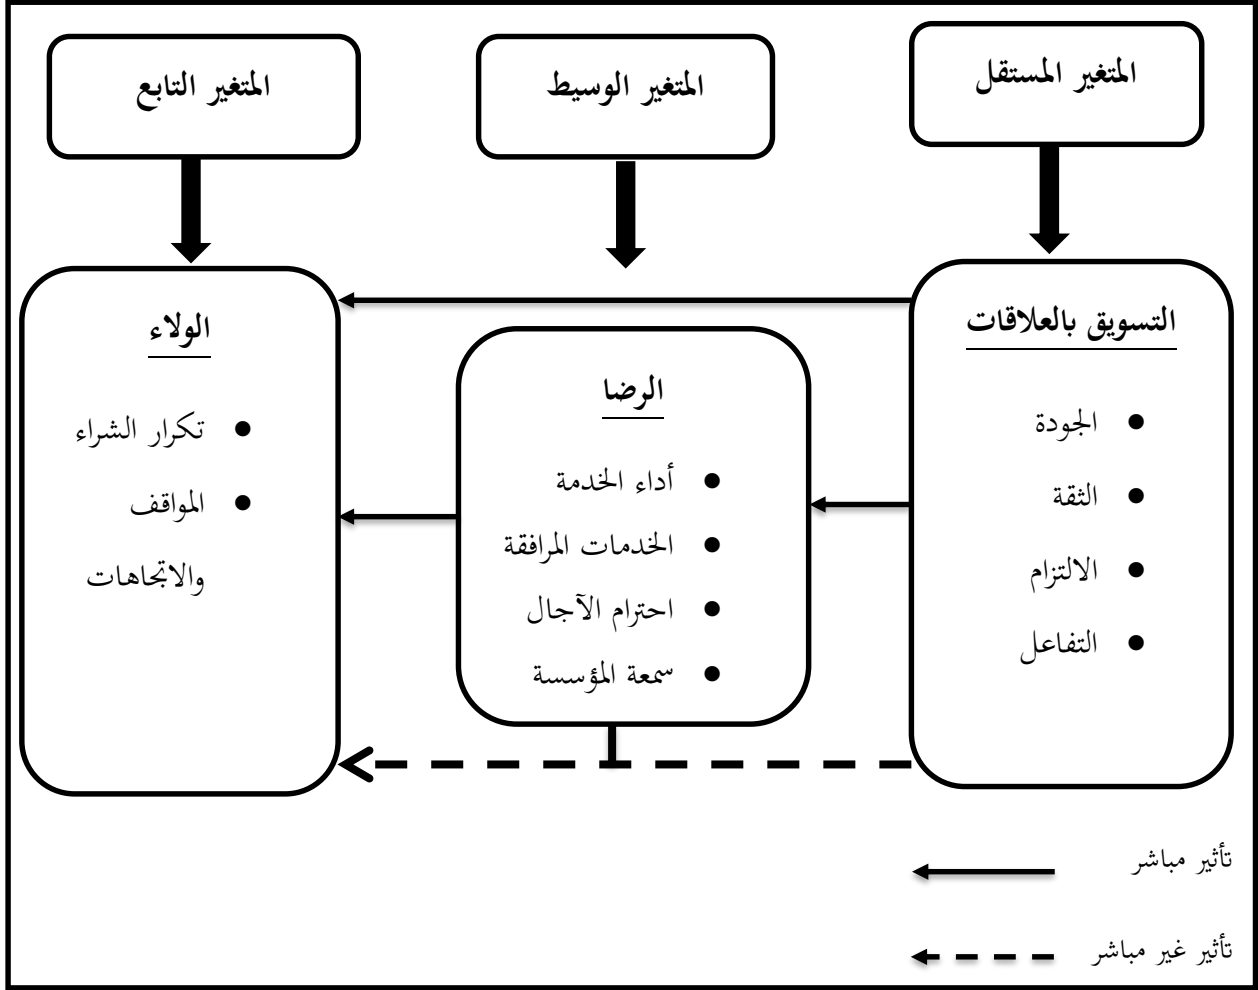 المتغير المستقل
المتغير الوسيط
المتغير التابع
التسويق بالعلاقات
الجودة
الثقة
الالتزام
التفاعل
الرضا
أداء الخدمة
الخدمات المرافقة
احترام الآجال
سمعة المؤسسة
الولاء
تكرار الشراء
المواقف
والاتجاهات
تأثير مباشر
تأثير غير مباشر